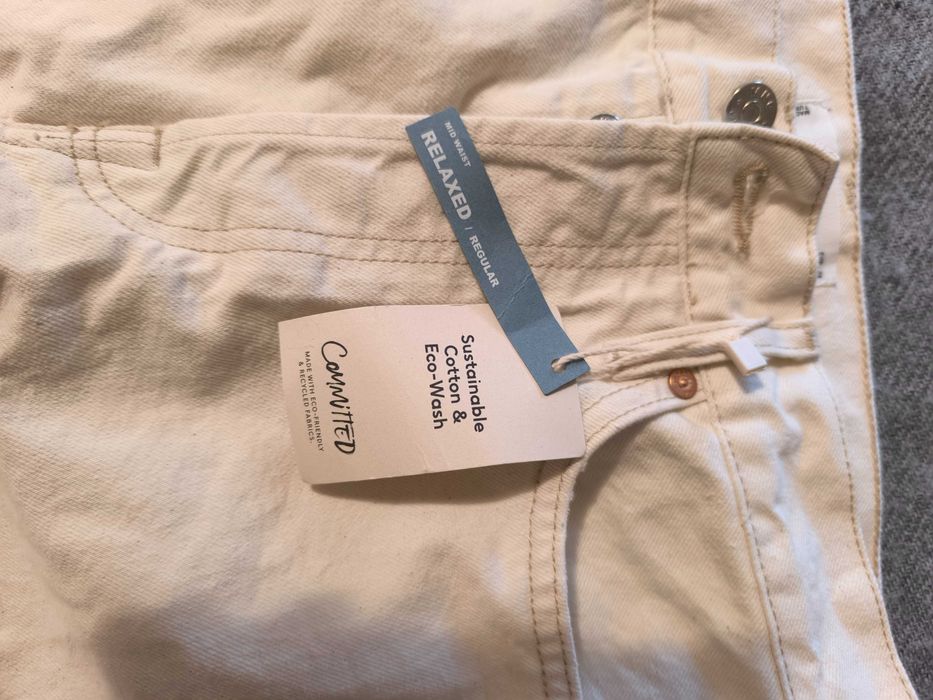 MID WAIST
RELAXED / REGULAR
Sustainable
Cotton &
Eco-Wash
Committed
MADE WITH ECO-FRIENDLY
& RECYCLED FABRICS.